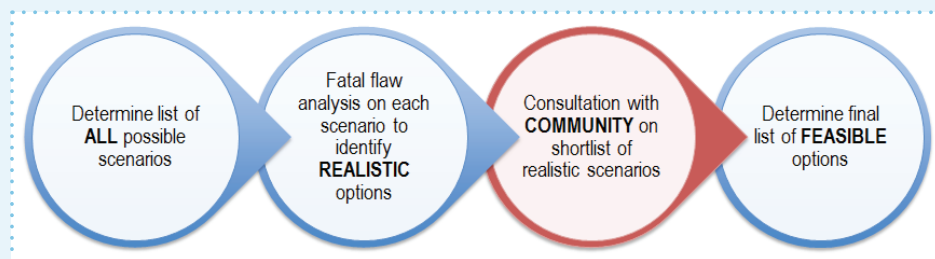 Determine list of
ALL possible
scenarios
Fatal flaw
analysis on each
scenario to
identify
REALISTIC
options
Consultation with
COMMUNITY on
shortlist of
realistic scenarios
Determine final
list of FEASIBLE
options